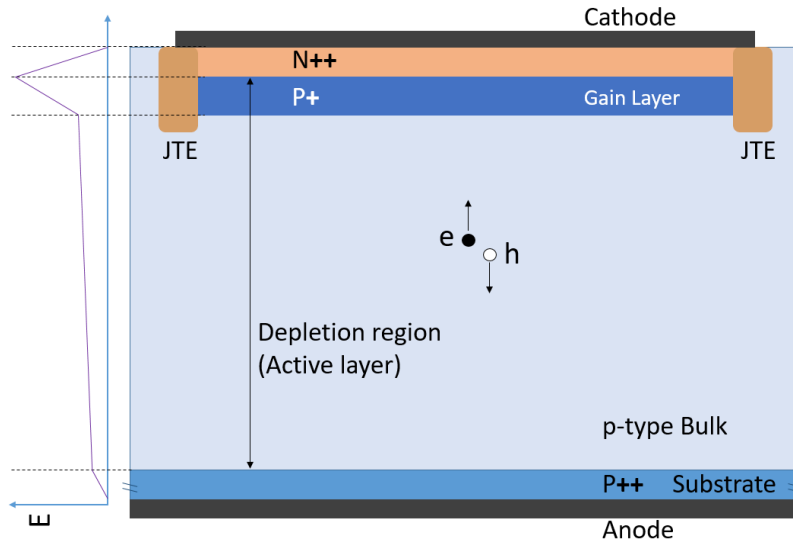 Cathode
N++
P+
Gain Layer
JTE
JTE
e
h
Depletion region
(Active layer)
p-type Bulk
P++ Substrate
E
Anode